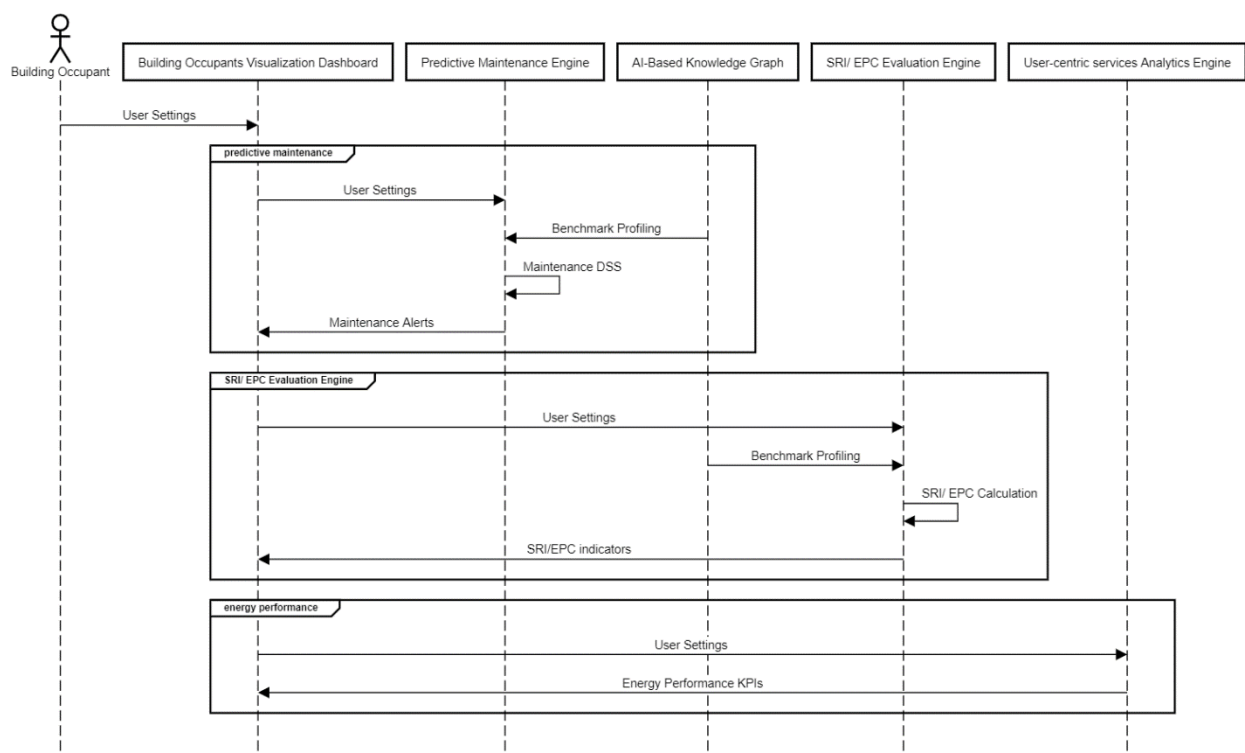 Building Occupant
Building Occupants Visualization Dashboard
Predictive Maintenance Engine
AI-Based Knowledge Graph
SRI/ EPC Evaluation Engine
User-centric services Analytics Engine
User Settings
predictive maintenance
User Settings
Benchmark Profiling
Maintenance DSS
Maintenance Alerts
SRI/ EPC Evaluation Engine
User Settings
Benchmark Profiling
SRI/ EPC Calculation
SRI/EPC indicators
energy performance
User Settings
Energy Performance KPIs